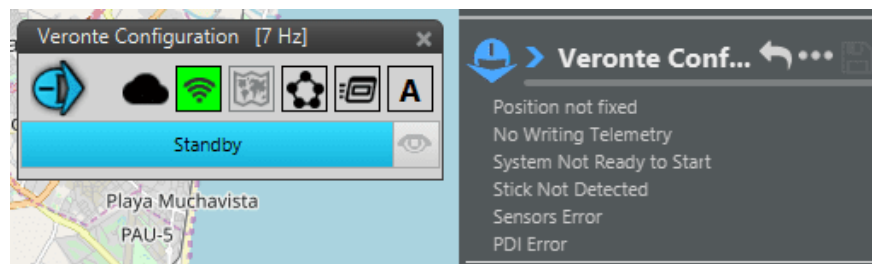 Veronte Configuration [7 Hz]
A
Standby
Playa Muchavista
PAU-5
Veronte Conf...
Position not fixed
No Writing Telemetry
System Not Ready to Start
Stick Not Detected
Sensors Error
PDI Error